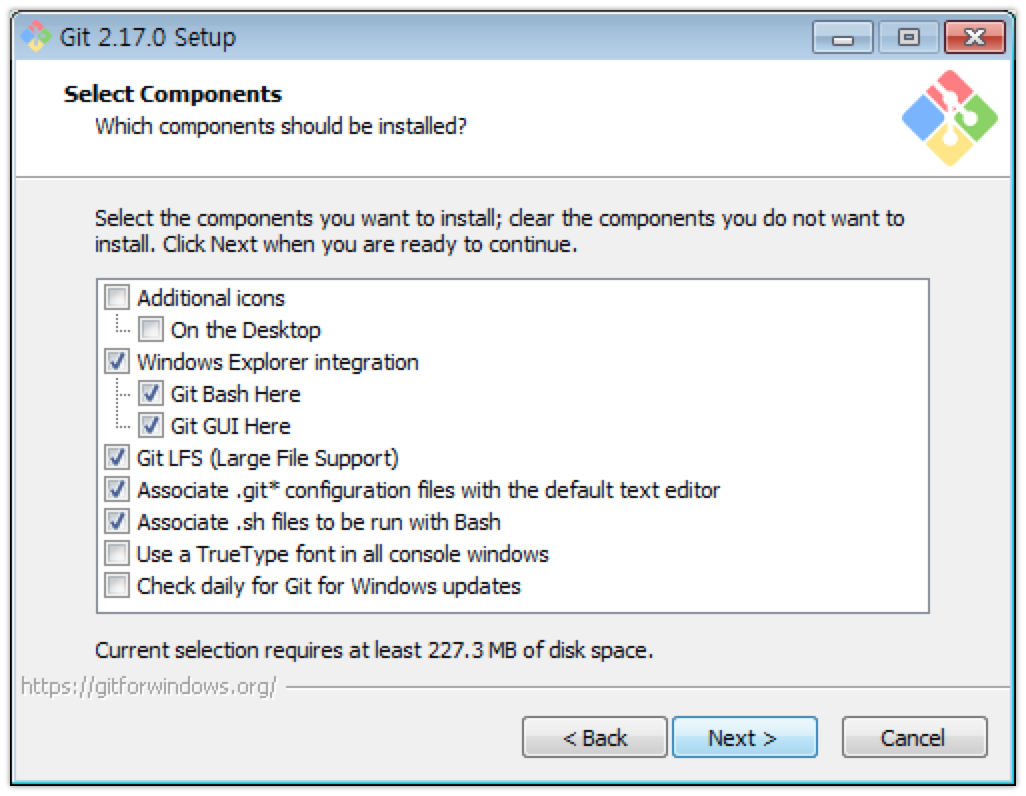 Git 2.17.0 Setup
Select Components
Which components should be installed?
Select the components you want to install; clear the components you do not want to
install. Click Next when you are ready to continue.
Additional icons
On the Desktop
Windows Explorer integration
Git Bash Here
Git GUI Here
Git LFS (Large File Support)
Associate .git* configuration files with the default text editor
Associate .sh files to be run with Bash
Use a TrueType font in all console windows
Check daily for Git for Windows updates
Current selection requires at least 227.3 MB of disk space.
https://gitforwindows.org/
< Back Next > Cancel